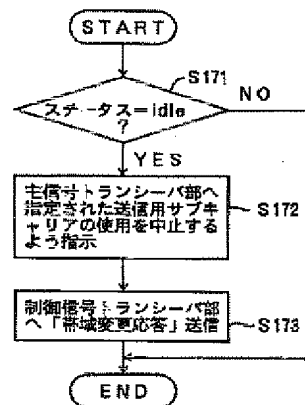 START
S171
ステータス=idle
?
NO
YES
主信号トランシーバ部へ
指定された送信用サブキ
ャリアの使用を中止する
よう指示
S172
制御信号トランシーバ部
へ「帯域変更応答」送信
S173
END